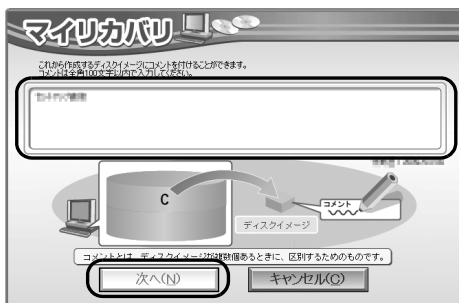 マイリカバリ
これから作成するディスクイメージにコメントを付けることができます。
コメントは全角100文字以内で入力してください。
C
コメント
ディスクイメージ
コメントとは、ディスクイメージが複数個あるときに、区別するためのものです。
次へ(N)
キャンセル(C)